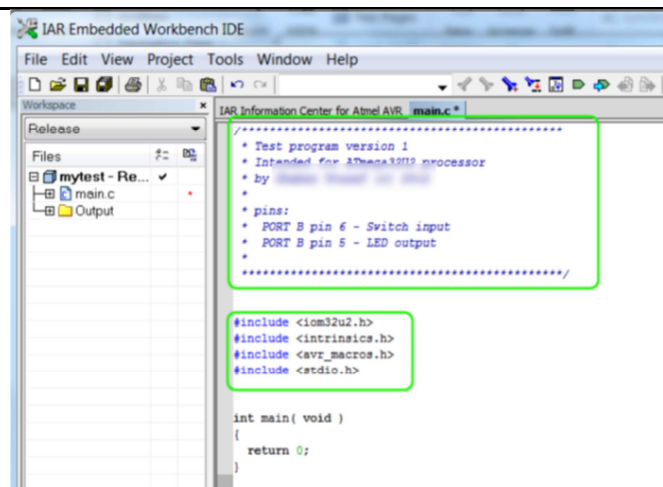 IAR Embedded Workbench IDE
File Edit View Project Tools Window Help
Workspace
IAR Information Center for Atmel AVR main.c *
Release
Files
mytest - Re...
main.c
Output
/**********************************************
* Test program version 1
* Intended for ATmega32U2 processor
* by
*
* pins:
* PORT B pin 6 - Switch input
* PORT B pin 5 - LED output
*
**********************************************/
#include <iom32u2.h>
#include <intrinsics.h>
#include <avr_macros.h>
#include <stdio.h>
int main( void )
{
return 0;
}